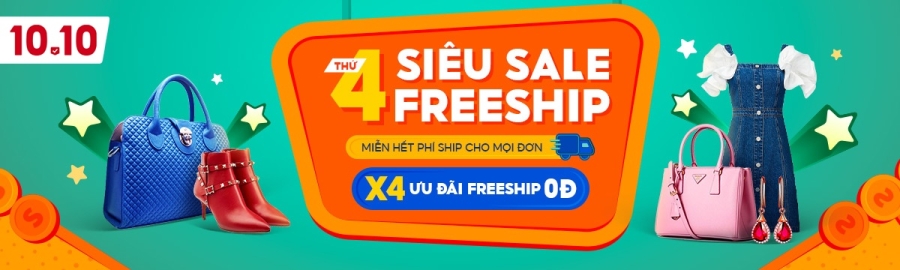 10.10
THỨ
4
SIÊU SALE
FREESHIP
MIỄN HẾT PHÍ SHIP CHO MỌI ĐƠN
X4 ƯU ĐÃI FREESHIP 0Đ